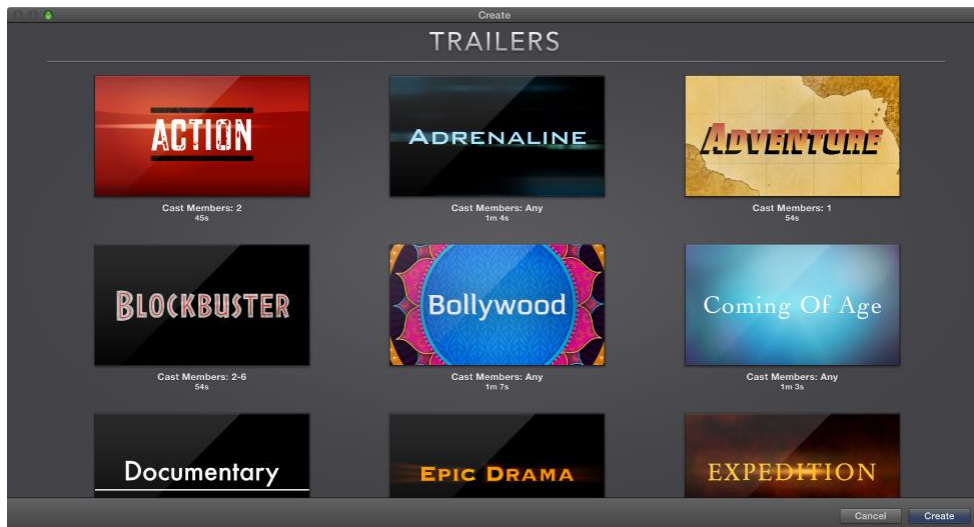 Create
TRAILERS
ACTION
ADRENALINE
ADVENTURE
Cast Members: 2
Cast Members: Any
Cast Members: 1
45s
1m 4s
54s
BLOCKBUSTER
Bollywood
Coming Of Age
Cast Members: 2-6
Cast Members: Any
Cast Members: Any
54s
1m 7s
1m 3s
Documentary
EPIC DRAMA
EXPEDITION
Cancel
Create